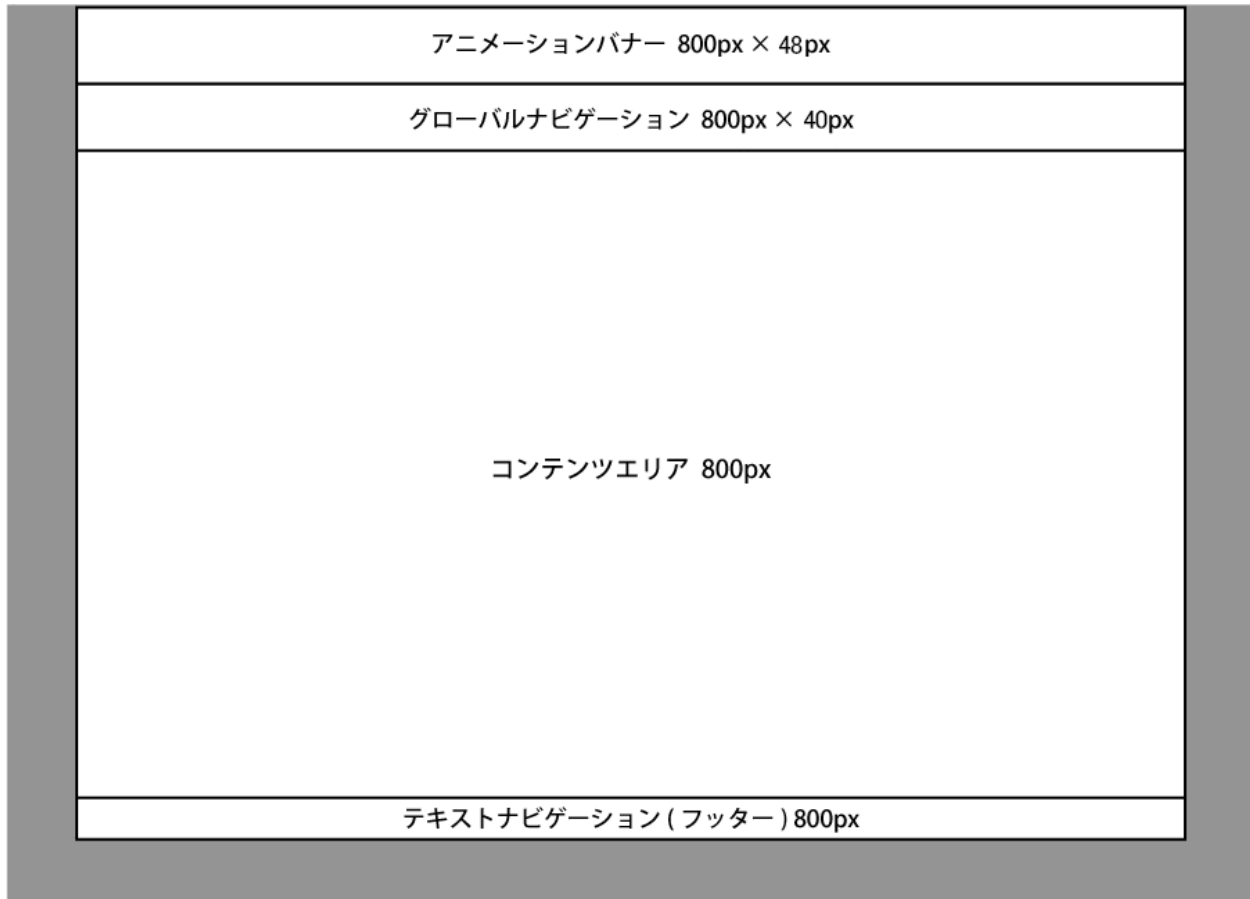 アニメーションバナー 800px × 48px
グローバルナビゲーション 800px × 40px
コンテンツエリア 800px
テキストナビゲーション ( フッター ) 800px